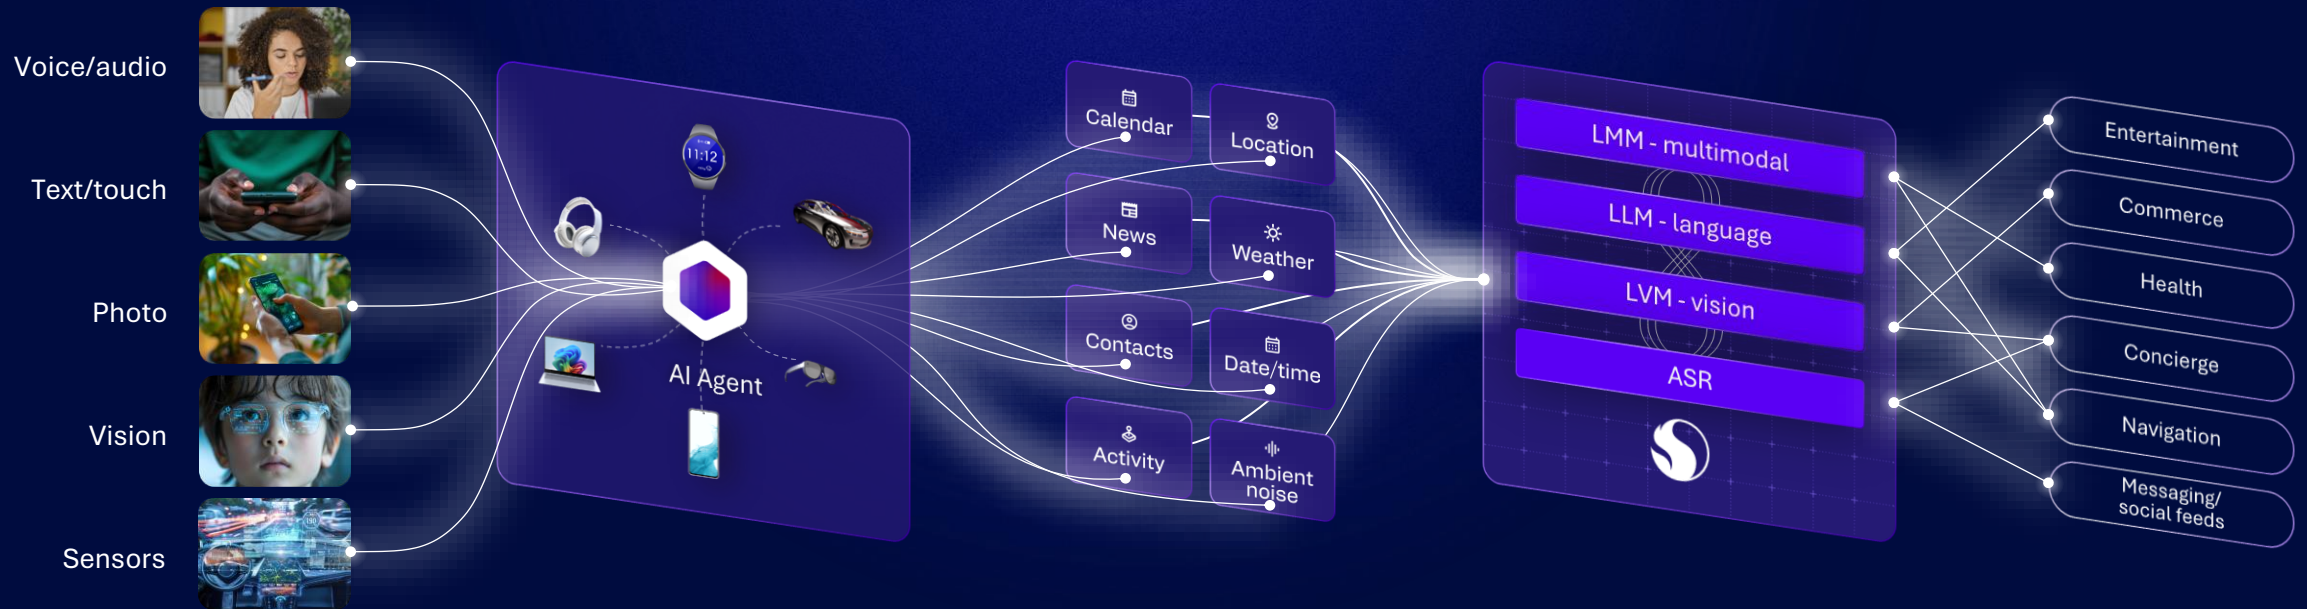 Voice/audio
Text/touch
Photo
Vision
Sensors
11:12
AI Agent
Calendar
Location
News
Weather
Contacts
Date/time
Activity
Ambient
noise
LMM - multimodal
LLM - language
LVM - vision
ASR
Entertainment
Commerce
Health
Concierge
Navigation
Messaging/
social feeds